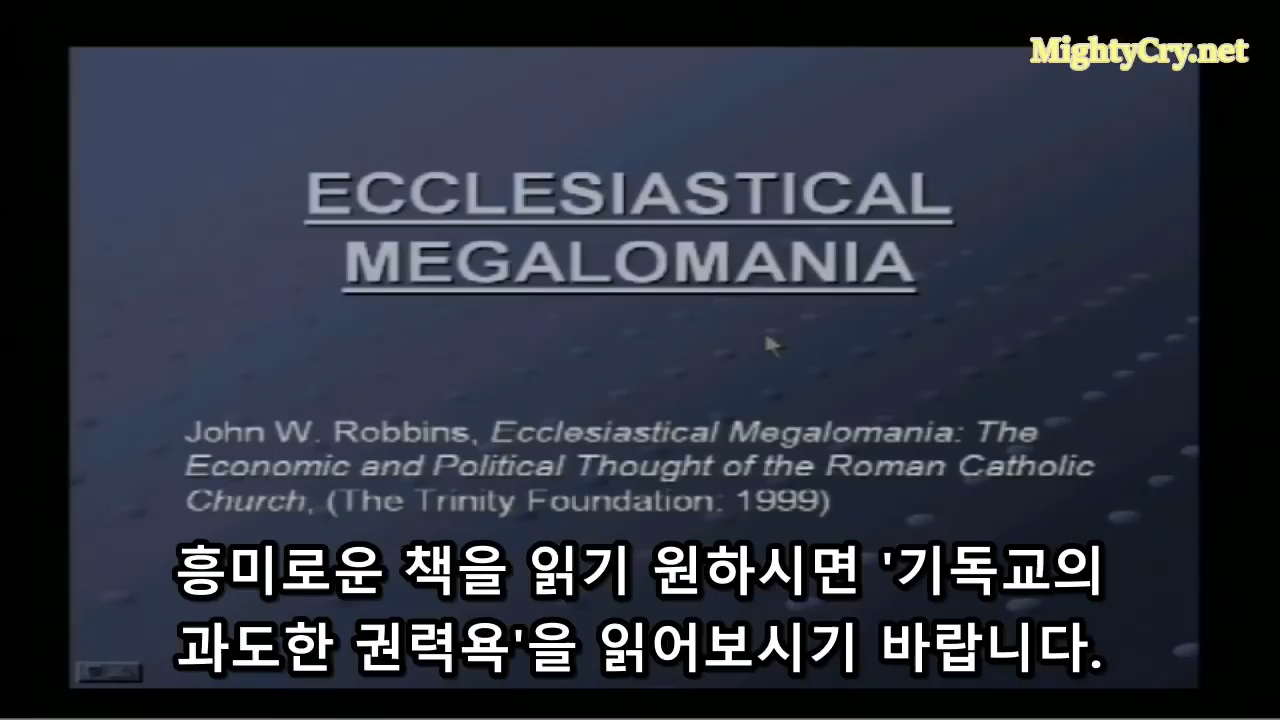 MightyCry.net
ECCLESIASTICAL
MEGALOMANIA
John W. Robbins, Ecclesiastical Megalomania: The
Economic and Political Thought of the Roman Catholic
Church, (The Trinity Foundation: 1999)
흥미로운 책을 읽기 원하시면 '기독교의
과도한 권력욕'을 읽어보시기 바랍니다.